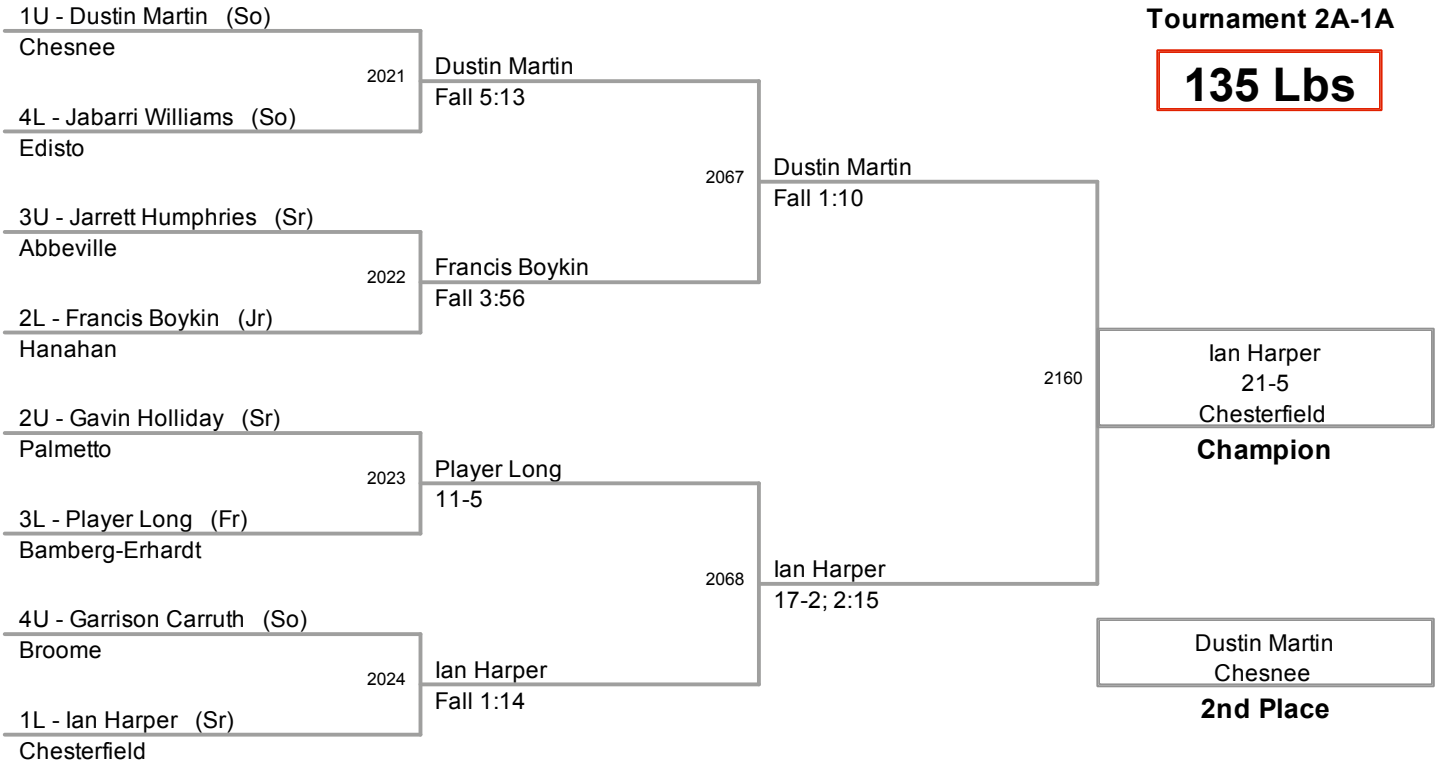 Tournament 2A-1A
135 Lbs
1U - Dustin Martin (So)
Chesnee
2021
4L - Jabarri Williams (So)
Edisto
3U - Jarrett Humphries (Sr)
Abbeville
2022
2L - Francis Boykin (Jr)
Hanahan
2U - Gavin Holliday (Sr)
Palmetto
2023
3L - Player Long (Fr)
Bamberg-Erhardt
4U - Garrison Carruth (So)
Broome
2024
1L - Ian Harper (Sr)
Chesterfield
Dustin Martin
Fall 5:13
2067
Francis Boykin
Fall 3:56
Player Long
11-5
2068
Ian Harper
Fall 1:14
Dustin Martin
Fall 1:10
2160
Ian Harper
17-2; 2:15
Ian Harper
21-5
Chesterfield
Champion
Dustin Martin
Chesnee
2nd Place